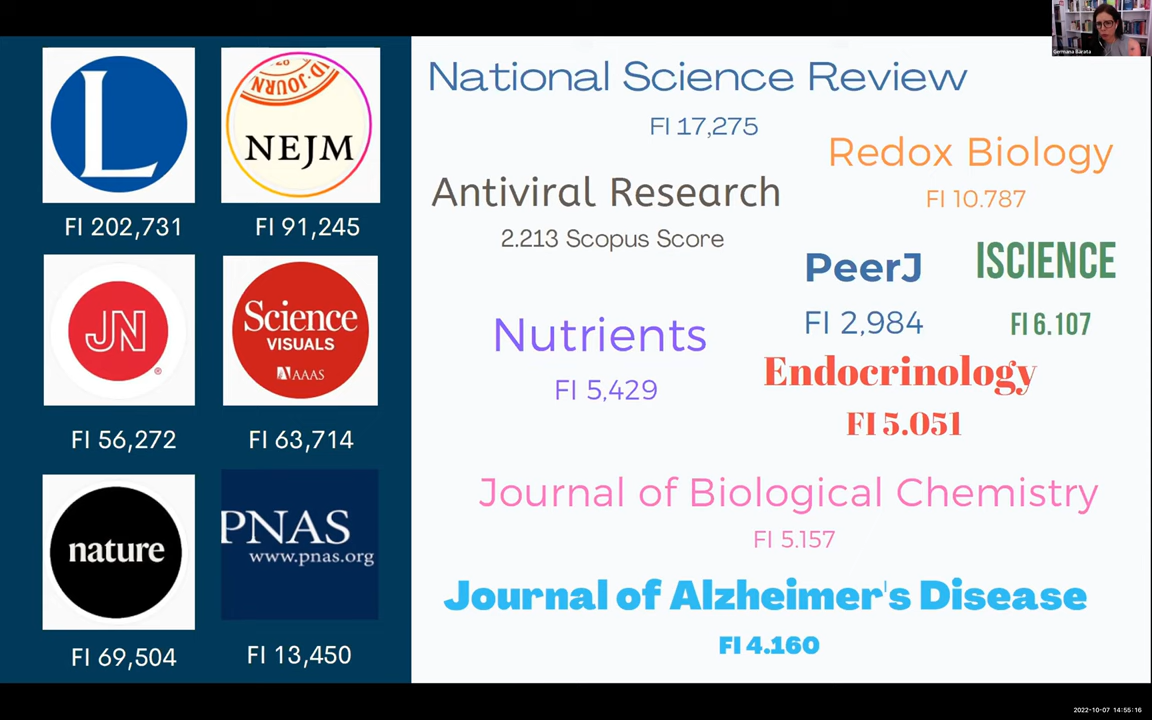 L
ID·JOURN
NEJM
FI 202,731
FI 91,245
JN
®
Science
VISUALS
AAAS
FI 56,272
FI 63,714
nature
PNAS
www.pnas.org
FI 69,504
FI 13,450
National Science Review
FI 17,275
Redox Biology
FI 10.787
Antiviral Research
2.213 Scopus Score
PeerJ
FI 2,984
ISCIENCE
FI 6.107
Nutrients
FI 5,429
Endocrinology
FI 5.051
Journal of Biological Chemistry
FI 5.157
Journal of Alzheimer's Disease
FI 4.160
Germana Barata
2022-10-07 14:55:16